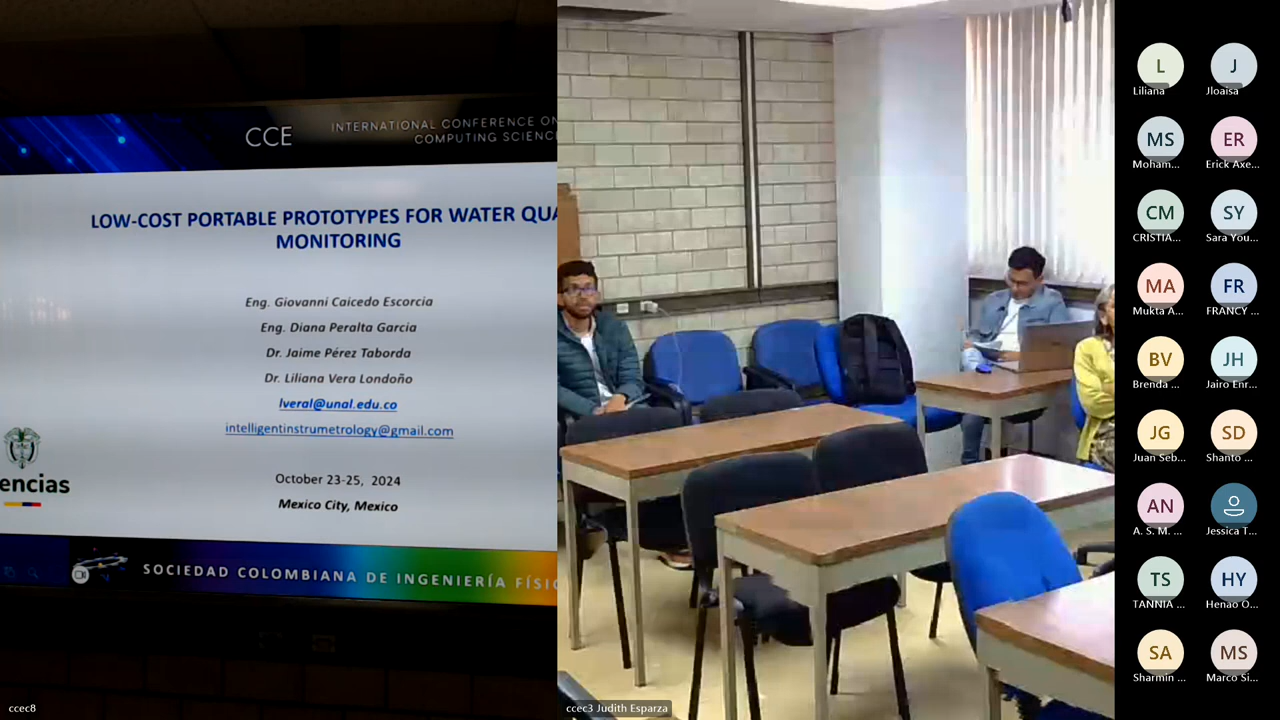 CCE
INTERNATIONAL CONFERENCE ON
COMPUTING SCIENC
LOW-COST PORTABLE PROTOTYPES FOR WATER QUA
MONITORING
Eng. Giovanni Caicedo Escorcia
Eng. Diana Peralta Garcia
Dr. Jaime Pérez Taborda
Dr. Liliana Vera Londoño
lveral@unal.edu.co
intelligentinstrumetrology@gmail.com
October 23-25, 2024
Mexico City, Mexico
encias
SOCIEDAD COLOMBIANA DE INGENIERÍA FÍSIC
ccec8
ccec3 Judith Esparza
L
Liliana
J
Jloaisa
MS
Moham...
ER
Erick Axe...
CM
CRISTIA...
SY
Sara You...
MA
Mukta A...
FR
FRANCY ...
BV
Brenda ...
JH
Jairo Enr...
JG
Juan Seb...
SD
Shanto ...
AN
A. S. M. ...
Jessica T...
TS
TANNIA ...
HY
Henao O...
SA
Sharmin ...
MS
Marco Si...